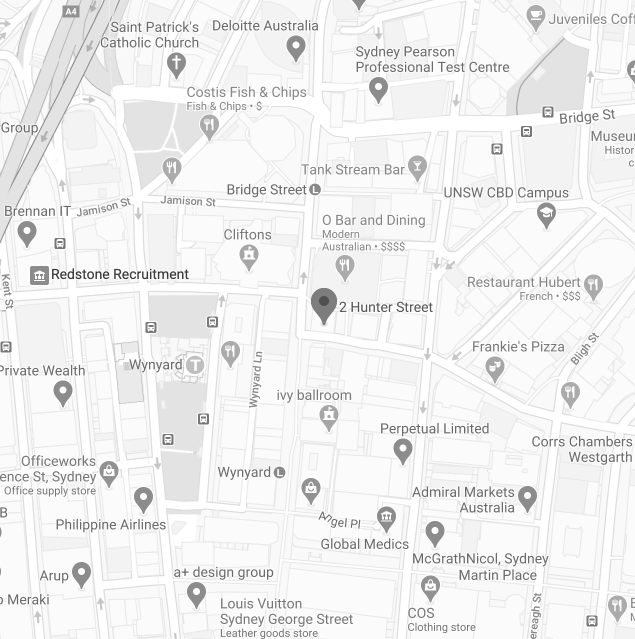 A4
Saint Patrick's
Catholic Church
Deloitte Australia
Juveniles Coff
Sydney Pearson
Professional Test Centre
Costis Fish & Chips
Fish & Chips • $
Bridge St
Group
Museum
Histor
c
Tank Stream Bar
Bridge Street L
UNSW CBD Campus
Jamison St
Jamison St
Brennan IT
O Bar and Dining
Modern
Australian • $$$$
Cliftons
Redstone Recruitment
Kent St
Restaurant Hubert
French • $$$
2 Hunter Street
Bligh St
Frankie's Pizza
Wynyard T
Wynyard Ln
Private Wealth
ivy ballroom
Perpetual Limited
Corrs Chambers
Westgarth
Officeworks
ence St, Sydney
Office supply store
Wynyard L
Admiral Markets
Australia
B
Philippine Airlines
Angel Pl
Global Medics
McGrathNicol, Sydney
Martin Place
a+ design group
Arup
o Meraki
Louis Vuitton
Sydney George Street
Leather goods store
COS
Clothing store
ereagh St
E